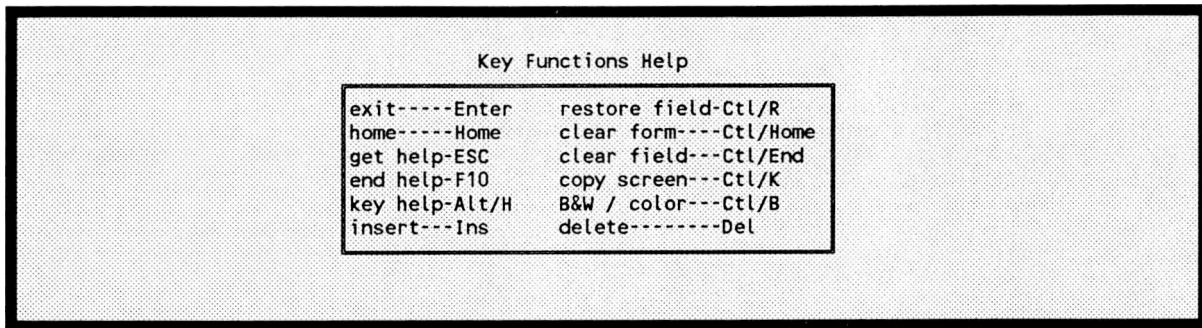 Key Functions Help
exit-----Enter restore field-Ctl/R
home-----Home clear form----Ctl/Home
get help-ESC clear field---Ctl/End
end help-F10 copy screen---Ctl/K
key help-Alt/H B&W / color---Ctl/B
insert---Ins delete--------Del